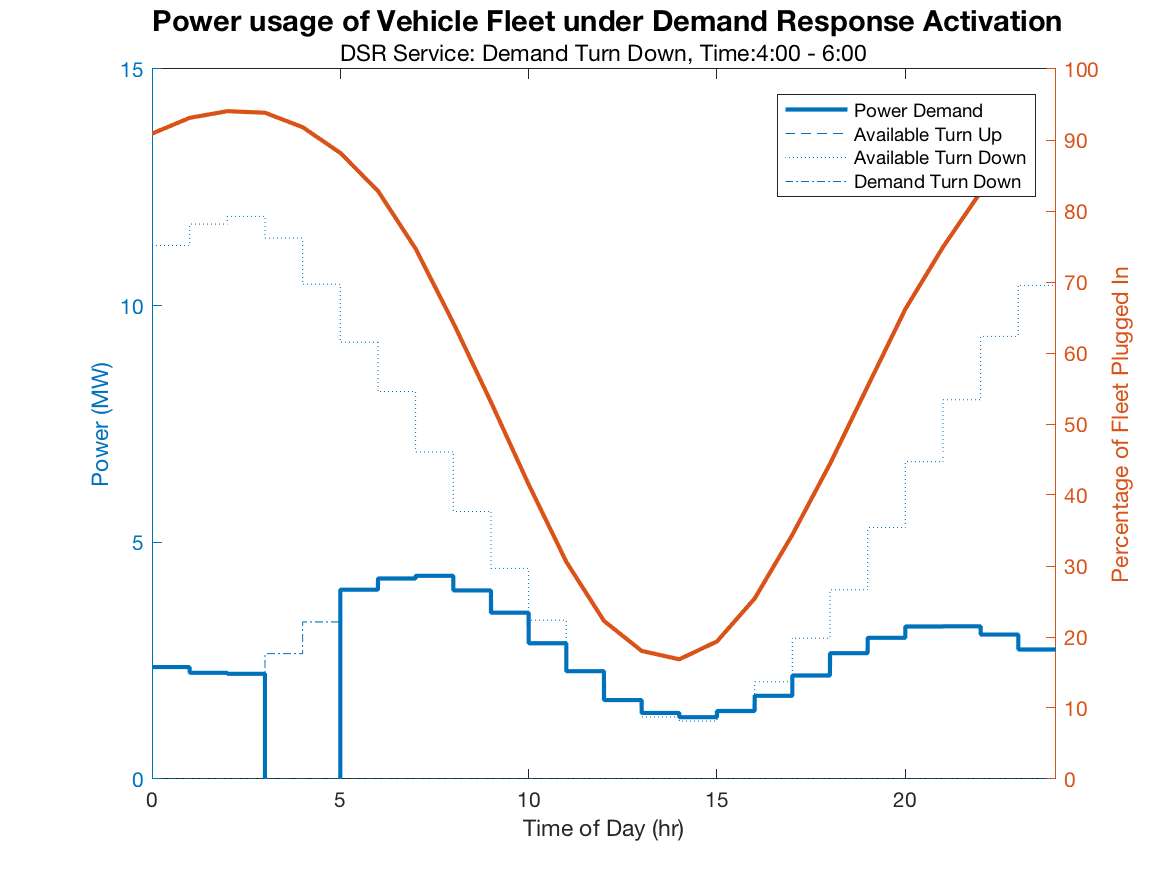 Power usage of Vehicle Fleet under Demand Response Activation
DSR Service: Demand Turn Down, Time:4:00 - 6:00
Power Demand
Available Turn Up
Available Turn Down
Demand Turn Down
15
10
5
0
Power (MW)
100
90
80
70
60
50
40
30
20
10
0
Percentage of Fleet Plugged In
0 5 10 15 20
Time of Day (hr)